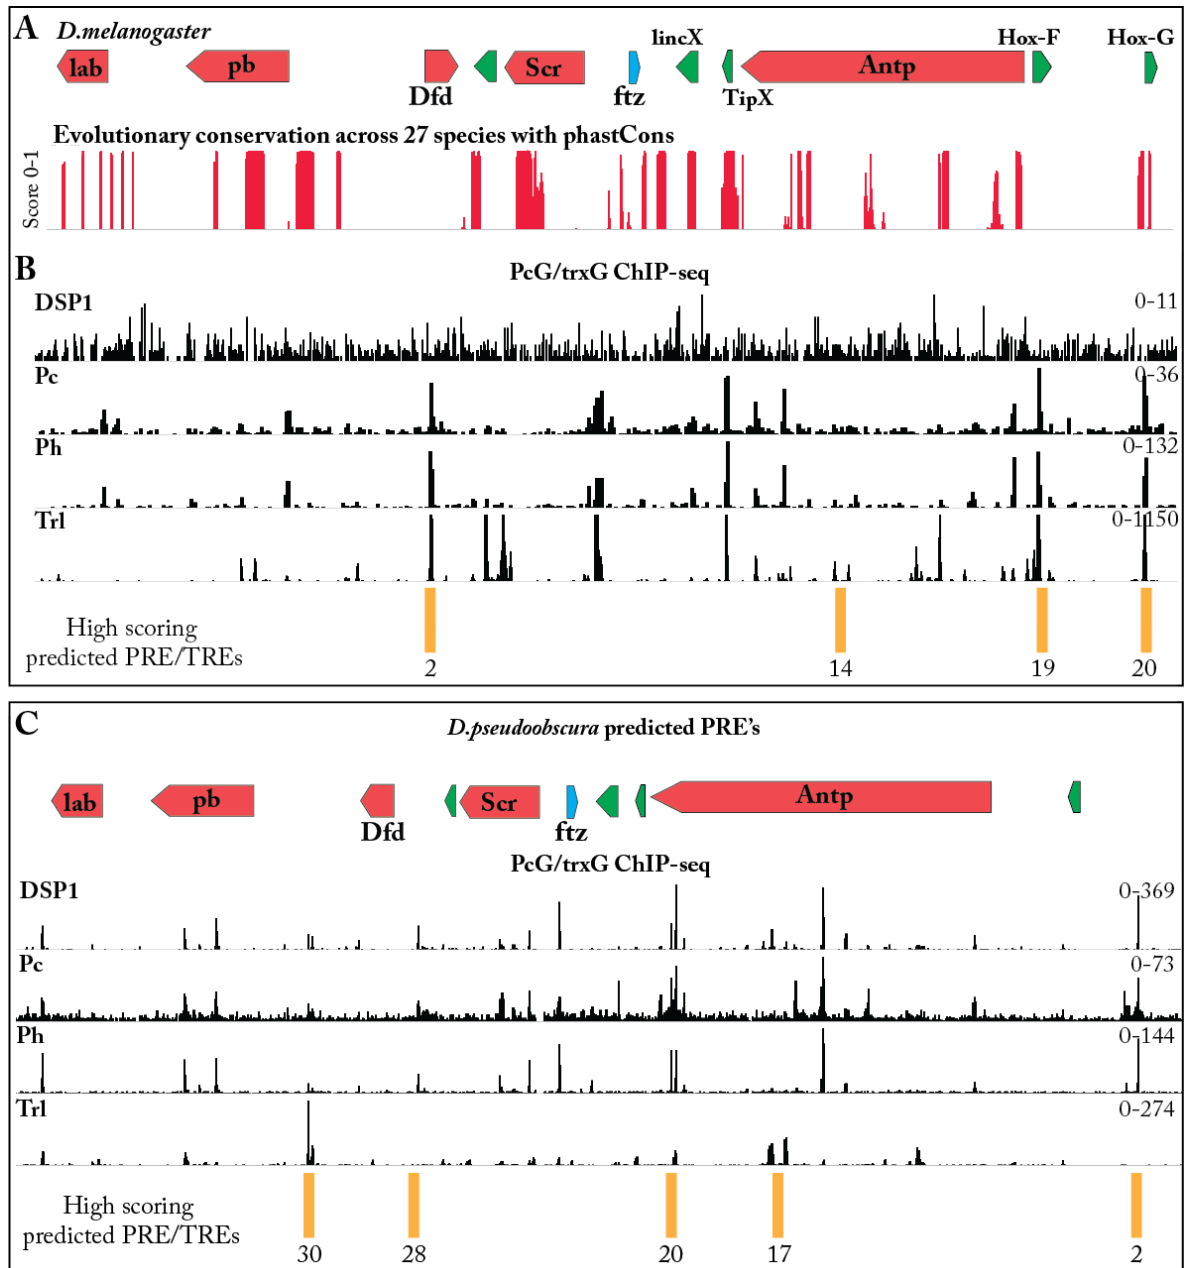 A
D.melanogaster
lincX
Hox-F
Hox-G
lab
pb
Scr
Antp
Dfd
ftz
TipX
Evolutionary conservation across 27 species with phastCons
Score 0-1
B
PcG/trxG ChIP-seq
DSP1
0-11
Pc
0-36
Ph
0-132
Trl
0-1150
High scoring
predicted PRE/TREs
2
14
19
20
C
D.pseudoobscura predicted PRE's
lab
pb
Scr
Antp
Dfd
ftz
PcG/trxG ChIP-seq
DSP1
0-369
Pc
0-73
Ph
0-144
Trl
0-274
High scoring
predicted PRE/TREs
30
28
20
17
2